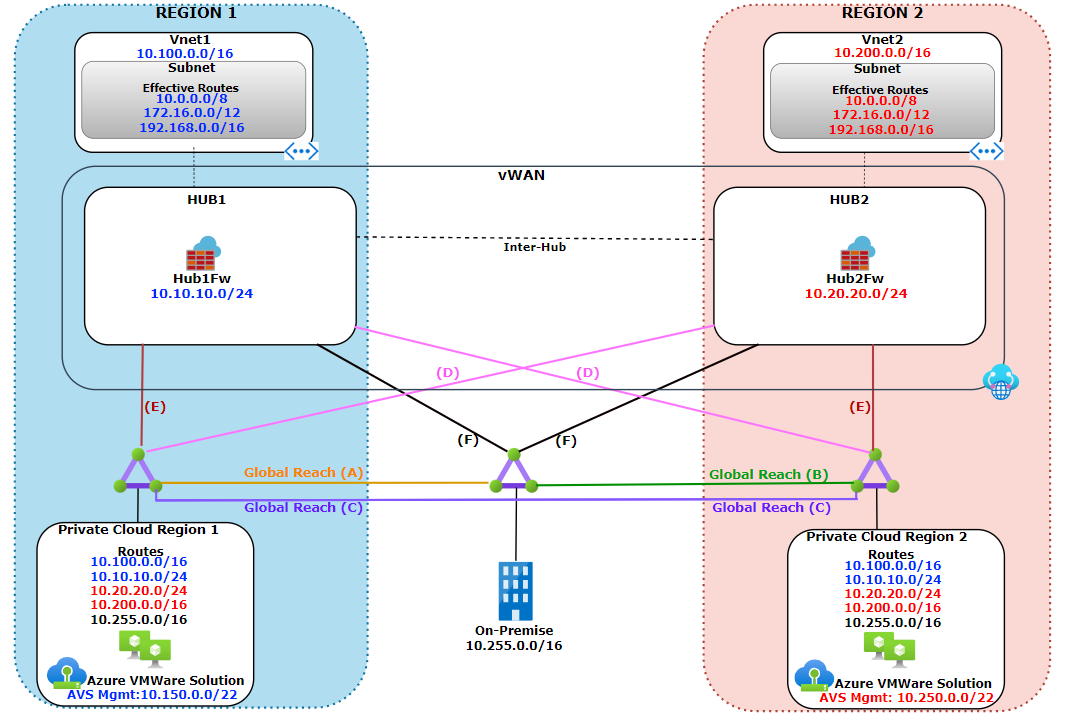 REGION 1
Vnet1
10.100.0.0/16
Subnet
Effective Routes
10.0.0.0/8
172.16.0.0/12
192.168.0.0/16
REGION 2
Vnet2
10.200.0.0/16
Subnet
Effective Routes
10.0.0.0/8
172.16.0.0/12
192.168.0.0/16
vWAN
HUB1
Hub1Fw
10.10.10.0/24
Inter-Hub
HUB2
Hub2Fw
10.20.20.0/24
(D)
(D)
(E)
(E)
(F)
(F)
Global Reach (A)
Global Reach (B)
Global Reach (C)
Global Reach (C)
Private Cloud Region 1
Routes
10.100.0.0/16
10.10.10.0/24
10.20.20.0/24
10.200.0.0/16
10.255.0.0/16
Azure VMWare Solution
AVS Mgmt:10.150.0.0/22
On-Premise
10.255.0.0/16
Private Cloud Region 2
Routes
10.100.0.0/16
10.10.10.0/24
10.20.20.0/24
10.200.0.0/16
10.255.0.0/16
Azure VMWare Solution
AVS Mgmt: 10.250.0.0/22